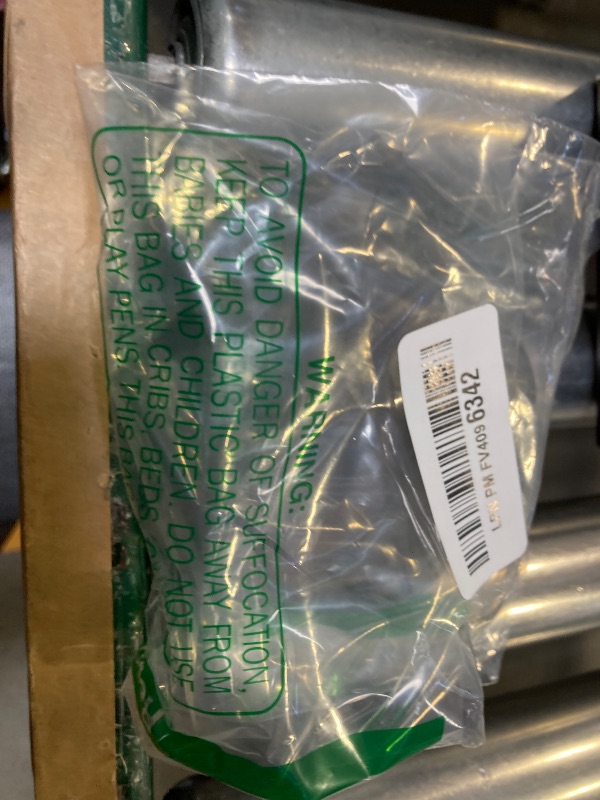 WARNING:
TO AVOID DANGER OF SUFFOCATION,
KEEP THIS PLASTIC BAG AWAY FROM
BABIES AND CHILDREN. DO NOT USE
THIS BAG IN CRIBS, BEDS,
OR PLAY PENS. THIS
LPN PM FV409 6342